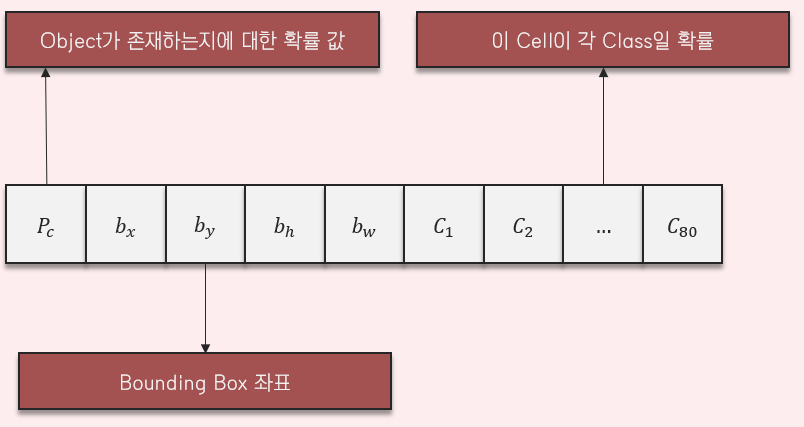 Object가 존재하는지에 대한 확률 값
이 Cell이 각 Class일 확률
P_c b_x b_y b_h b_w C_1 C_2 ... C_80
Bounding Box 좌표